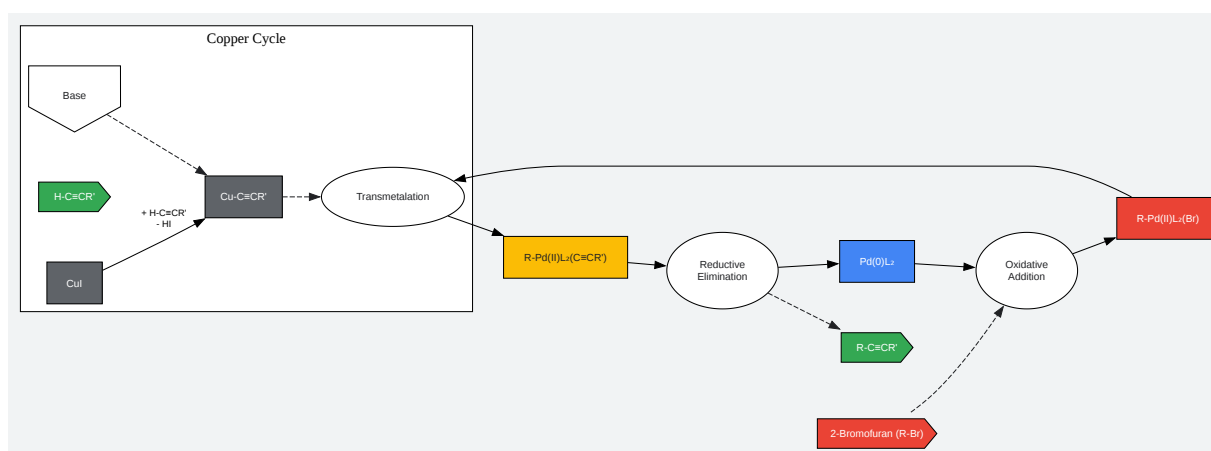 Copper Cycle
Base
H-C≡CR'
+ H-C≡CR'
- HI
CuI
Cu-C≡CR'
Transmetalation
R-Pd(II)L₂(C≡CR')
Reductive
Elimination
Pd(0)L₂
R-C≡CR'
2-Bromofuran (R-Br)
Oxidative
Addition
R-Pd(II)L₂(Br)